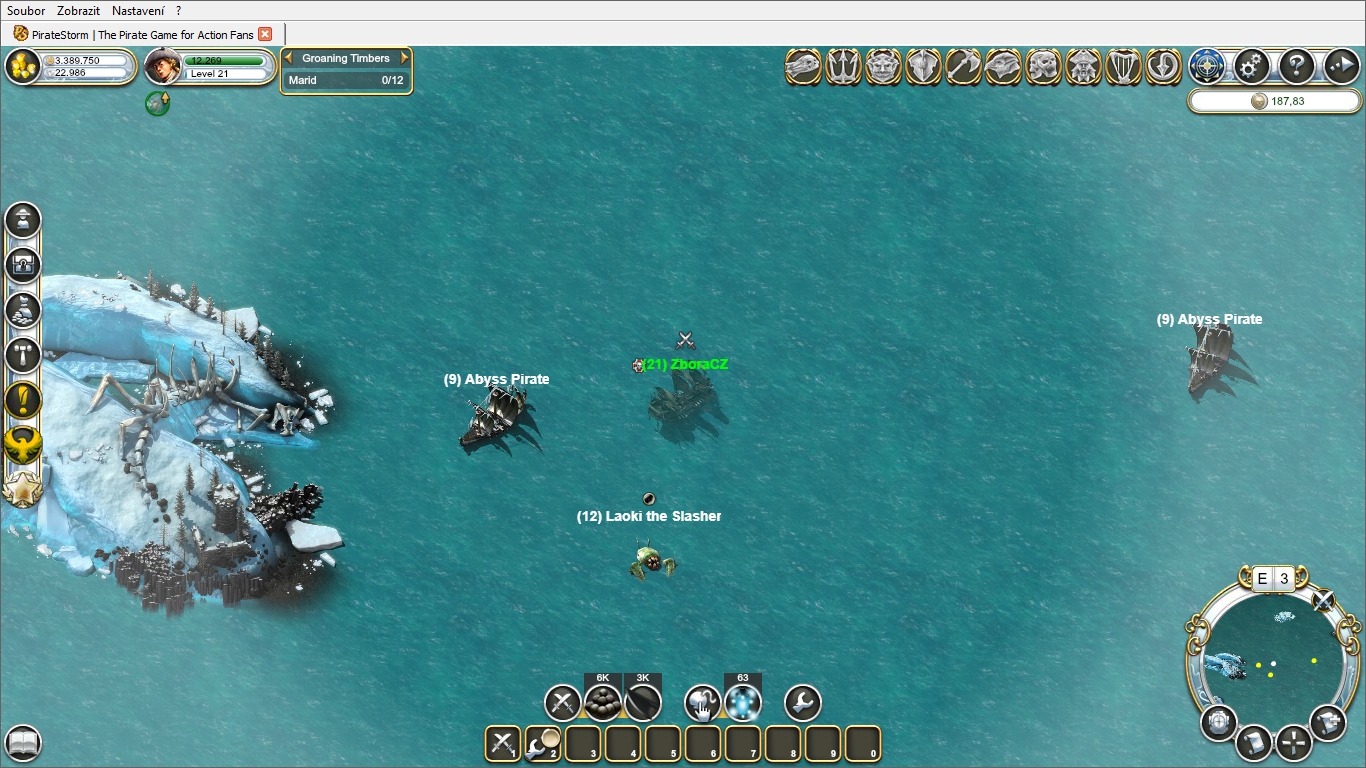 Soubor Zobrazit Nastavení ?
PirateStorm | The Pirate Game for Action Fans
3.389.750
22.986
12.269
Level 21
Groaning Timbers
Marid 0/12
187,83
(9) Abyss Pirate
(21) ZboraCZ
(9) Abyss Pirate
(12) Laoki the Slasher
E 3
6K 3K 63
1 2 3 4 5 6 7 8 9 0